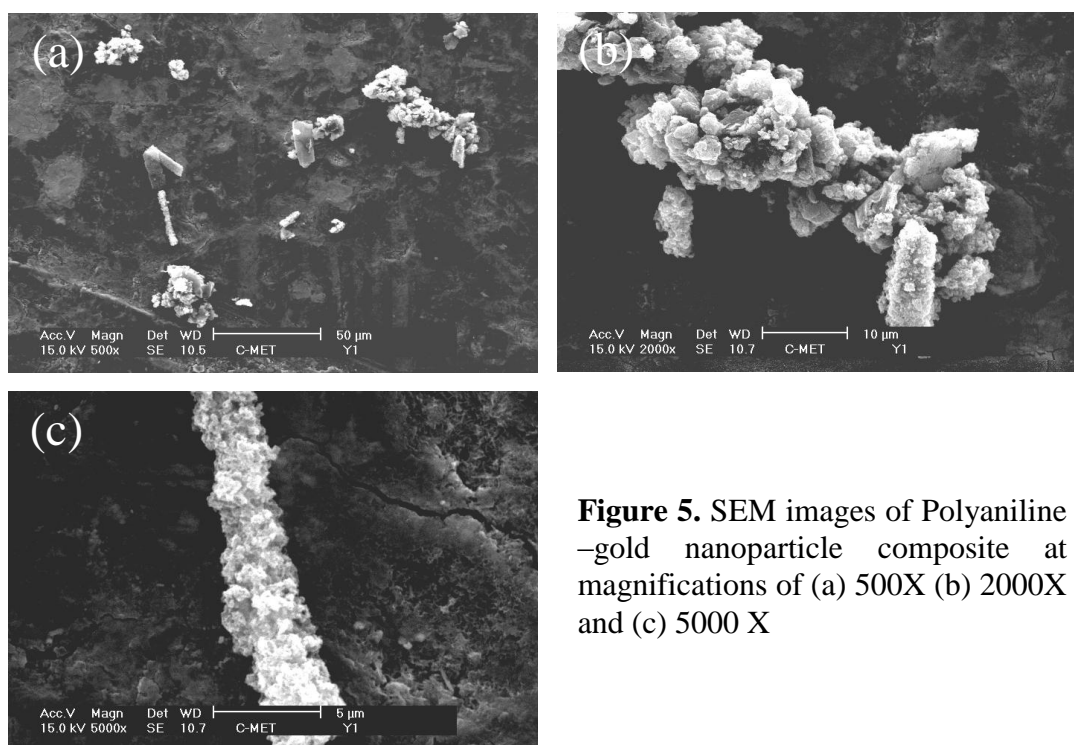 (a)
Acc.V Magn Det WD 50 µm
15.0 kV 500x SE 10.5 C-MET Y1
(b)
Acc.V Magn Det WD 10 µm
15.0 kV 2000x SE 10.7 C-MET Y1
(c)
Acc.V Magn Det WD 5 µm
15.0 kV 5000x SE 10.7 C-MET Y1
Figure 5. SEM images of Polyaniline
–gold nanoparticle composite at
magnifications of (a) 500X (b) 2000X
and (c) 5000 X